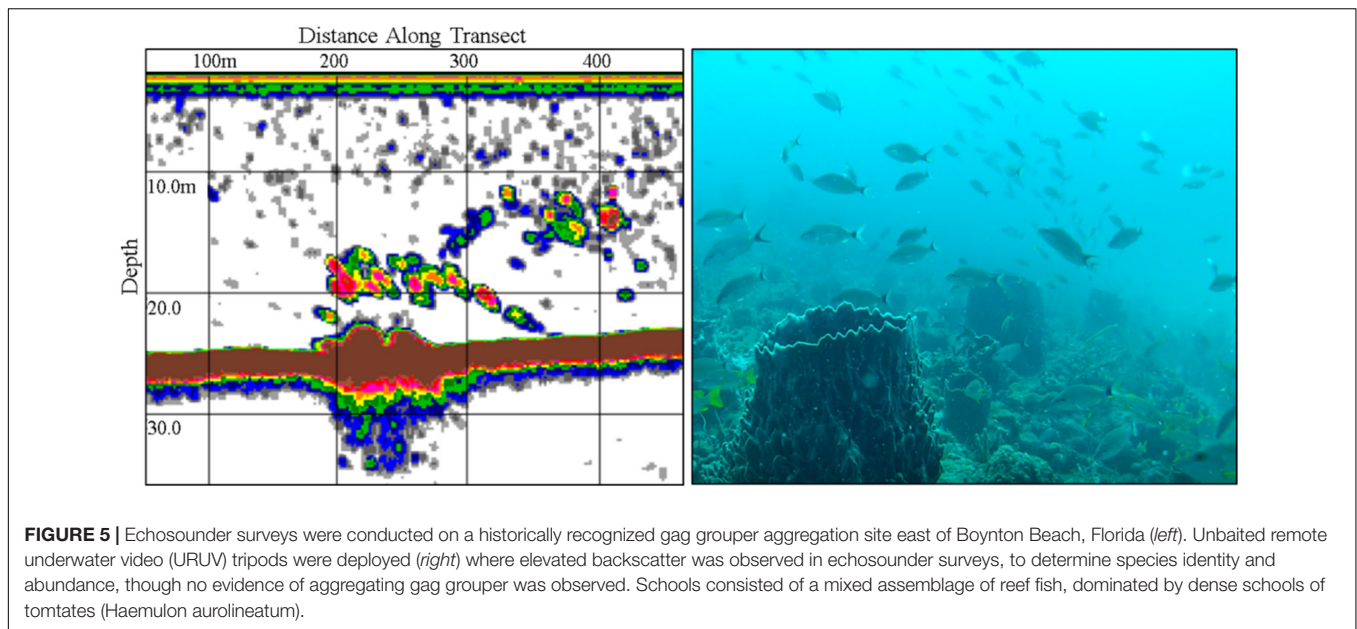 Distance Along Transect
100m 200 300 400
10.0m
Depth
20.0
30.0
FIGURE 5 | Echosounder surveys were conducted on a historically recognized gag grouper aggregation site east of Boynton Beach, Florida (left). Unbaited remote
underwater video (URUV) tripods were deployed (right) where elevated backscatter was observed in echosounder surveys, to determine species identity and
abundance, though no evidence of aggregating gag grouper was observed. Schools consisted of a mixed assemblage of reef fish, dominated by dense schools of
tomtates (Haemulon aurolineatum).